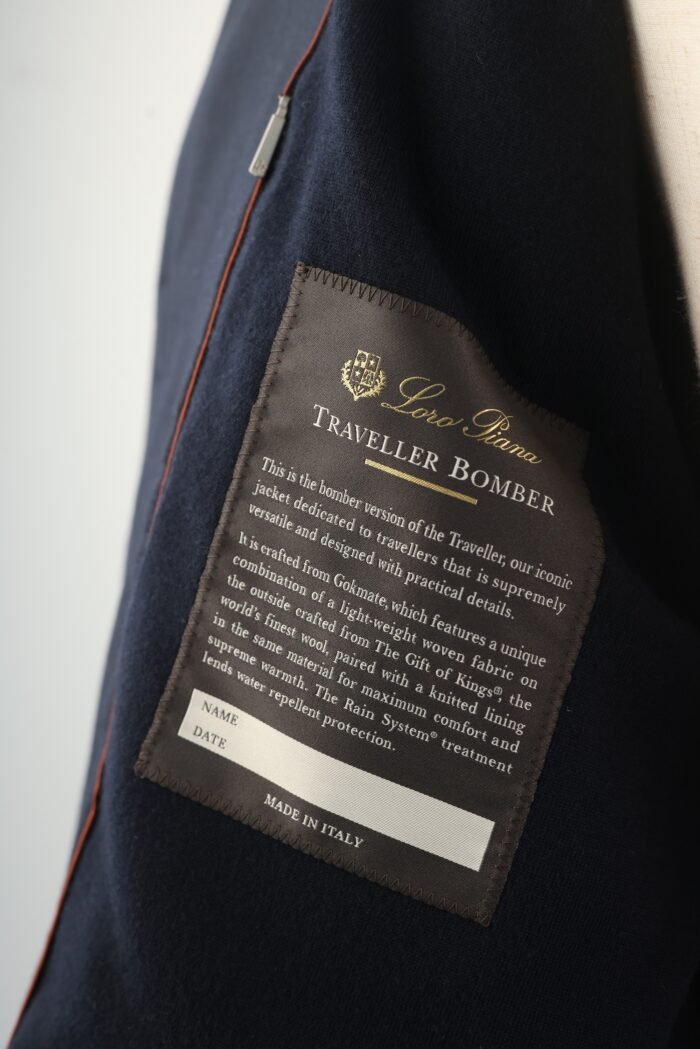 Loro Piana
TRAVELLER BOMBER
This is the bomber version of the Traveller, our iconic
jacket dedicated to travellers that is supremely
versatile and designed with practical details.
It is crafted from Gokmate, which features a unique
combination of a light-weight woven fabric on
the outside crafted from The Gift of Kings®, the
world's finest wool, paired with a knitted lining
in the same material for maximum comfort and
supreme warmth. The Rain System® treatment
lends water repellent protection.
NAME
DATE
MADE IN ITALY